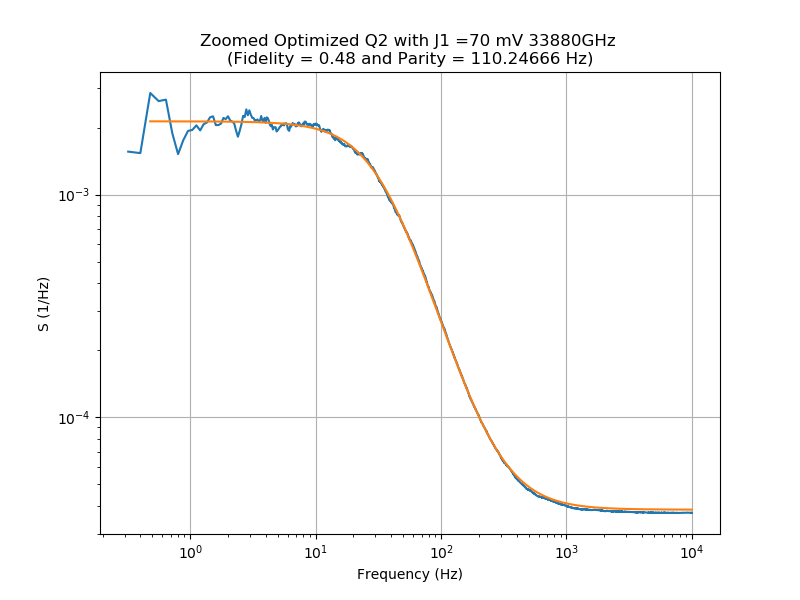 Zoomed Optimized Q2 with J1 =70 mV 33880GHz
(Fidelity = 0.48 and Parity = 110.24666 Hz)
S (1/Hz)
10⁻³
10⁻⁴
10⁰ 10¹ 10² 10³ 10⁴
Frequency (Hz)